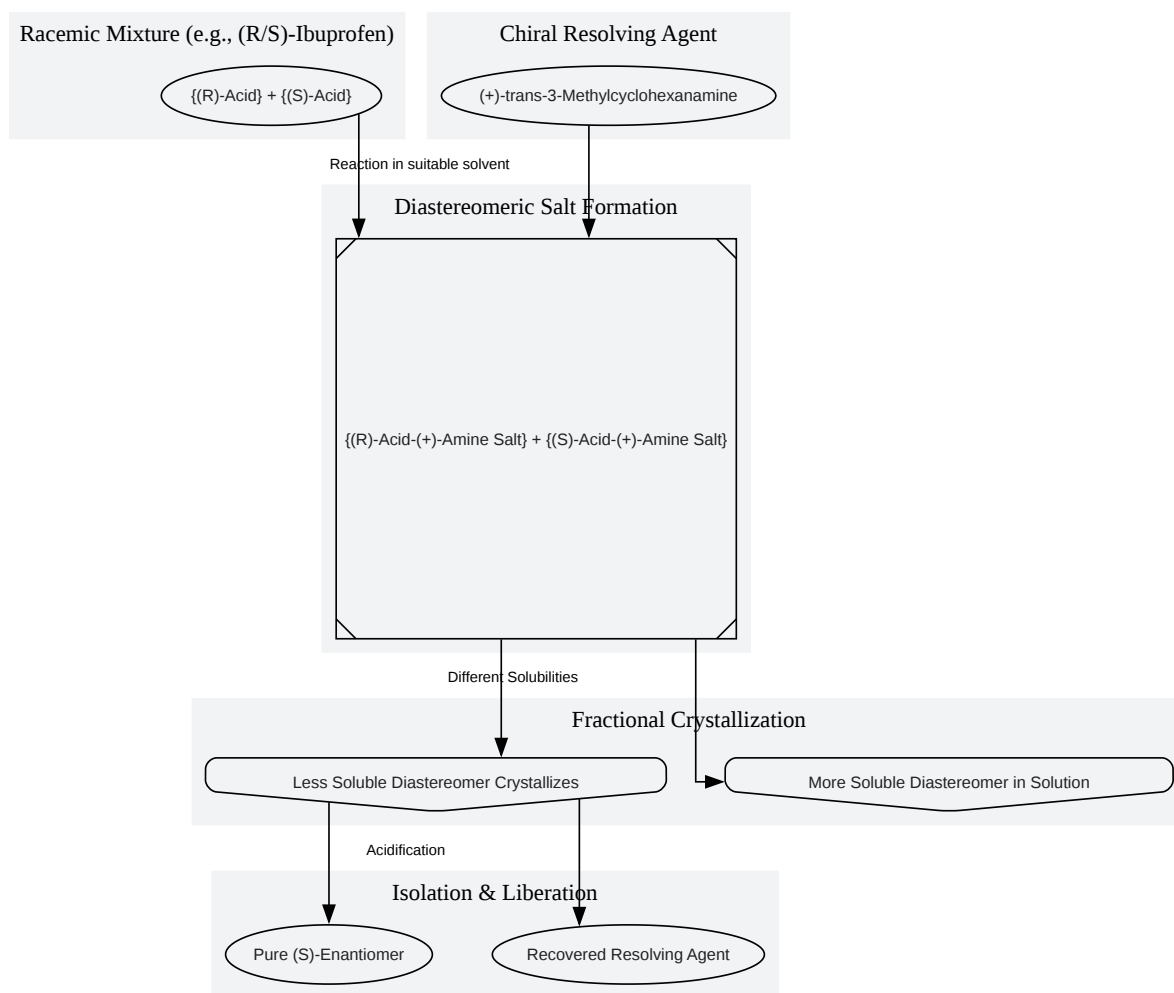 Racemic Mixture (e.g., (R/S)-Ibuprofen)
Chiral Resolving Agent
{(R)-Acid} + {(S)-Acid}
(+)-trans-3-Methylcyclohexanamine
Reaction in suitable solvent
Diastereomeric Salt Formation
{(R)-Acid-(+)-Amine Salt} + {(S)-Acid-(+)-Amine Salt}
Different Solubilities
Fractional Crystallization
Less Soluble Diastereomer Crystallizes
More Soluble Diastereomer in Solution
Acidification
Isolation & Liberation
Pure (S)-Enantiomer
Recovered Resolving Agent